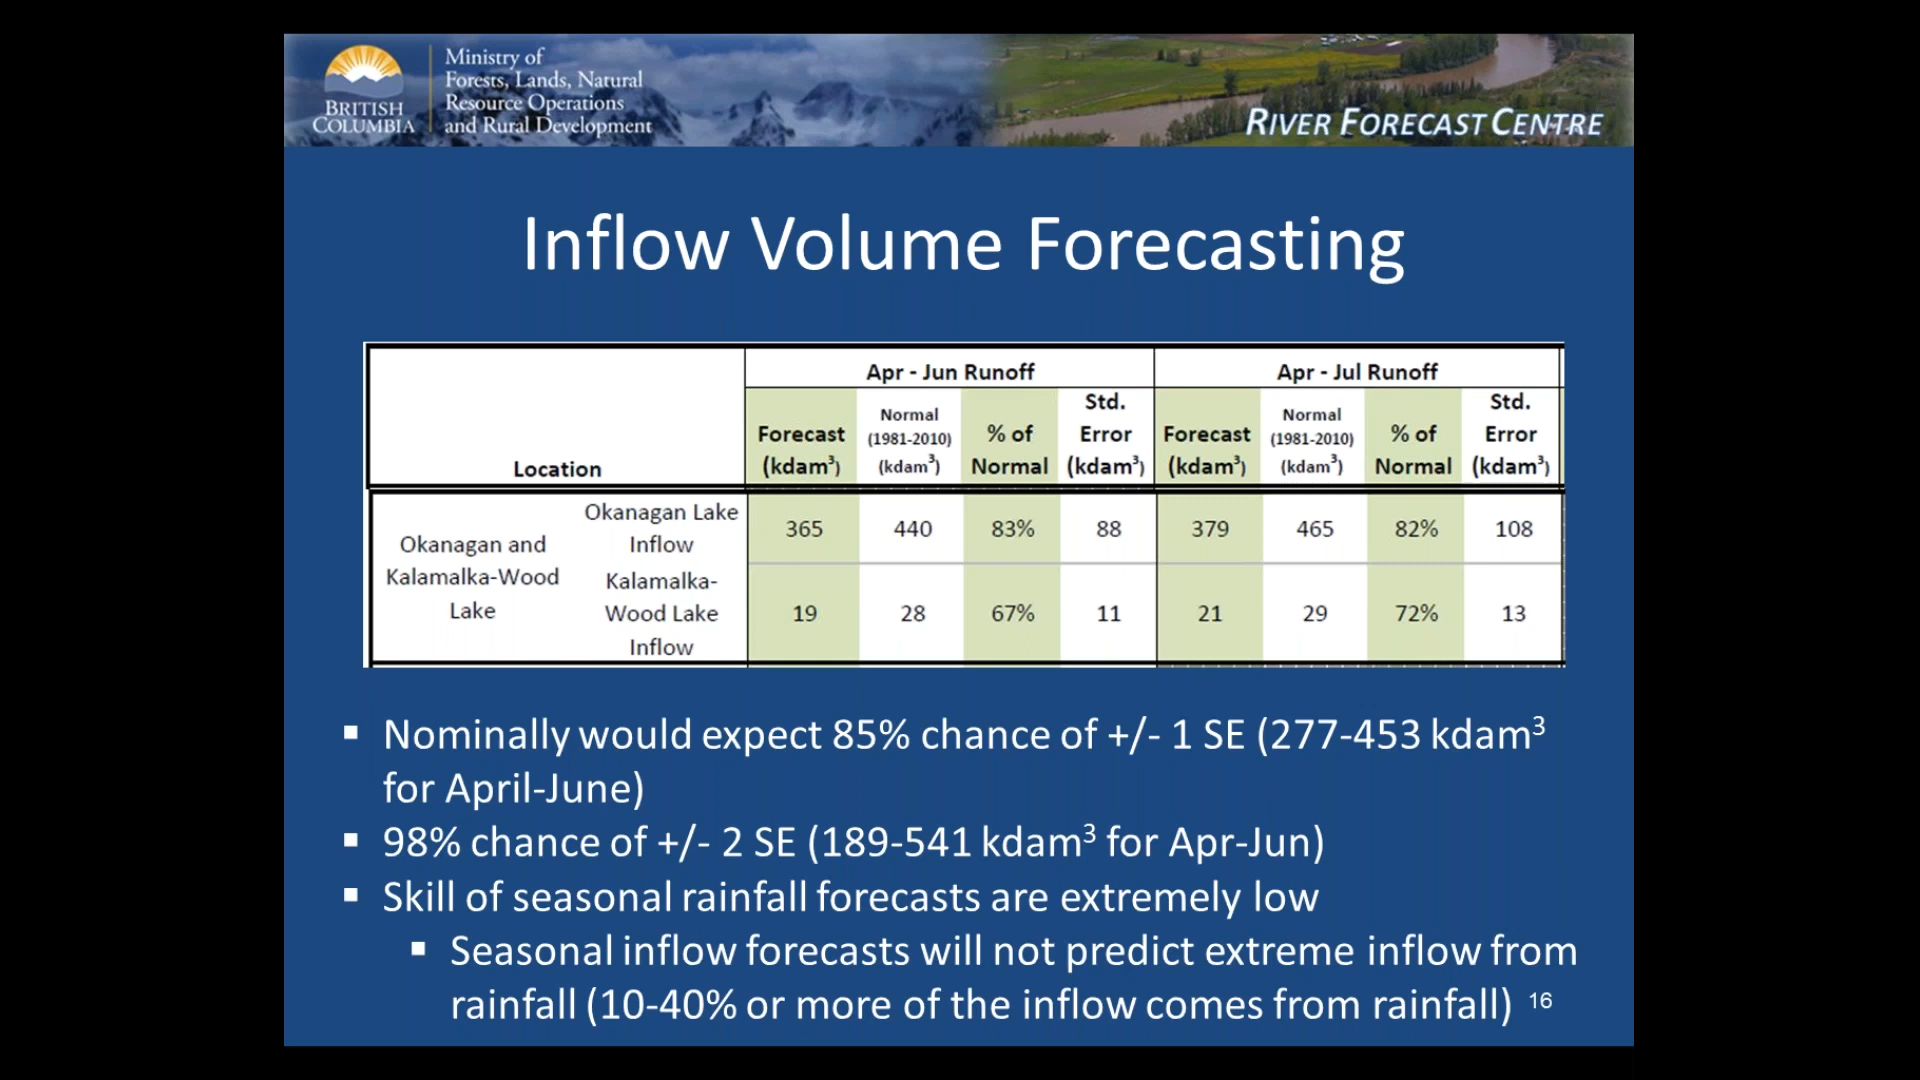 BRITISH
COLUMBIA
Ministry of
Forests, Lands, Natural
Resource Operations
and Rural Development
RIVER FORECAST CENTRE
Inflow Volume Forecasting
Location
Apr - Jun Runoff
Apr - Jul Runoff
Forecast
(kdam³)
Normal
(1981-2010)
(kdam³)
% of
Normal
Std.
Error
(kdam³)
Forecast
(kdam³)
Normal
(1981-2010)
(kdam³)
% of
Normal
Std.
Error
(kdam³)
Okanagan and
Kalamalka-Wood
Lake
Okanagan Lake
Inflow
365 440 83% 88 379 465 82% 108
Kalamalka-
Wood Lake
Inflow
19 28 67% 11 21 29 72% 13
▪ Nominally would expect 85% chance of +/- 1 SE (277-453 kdam³
for April-June)
▪ 98% chance of +/- 2 SE (189-541 kdam³ for Apr-Jun)
▪ Skill of seasonal rainfall forecasts are extremely low
▪ Seasonal inflow forecasts will not predict extreme inflow from
rainfall (10-40% or more of the inflow comes from rainfall)
16